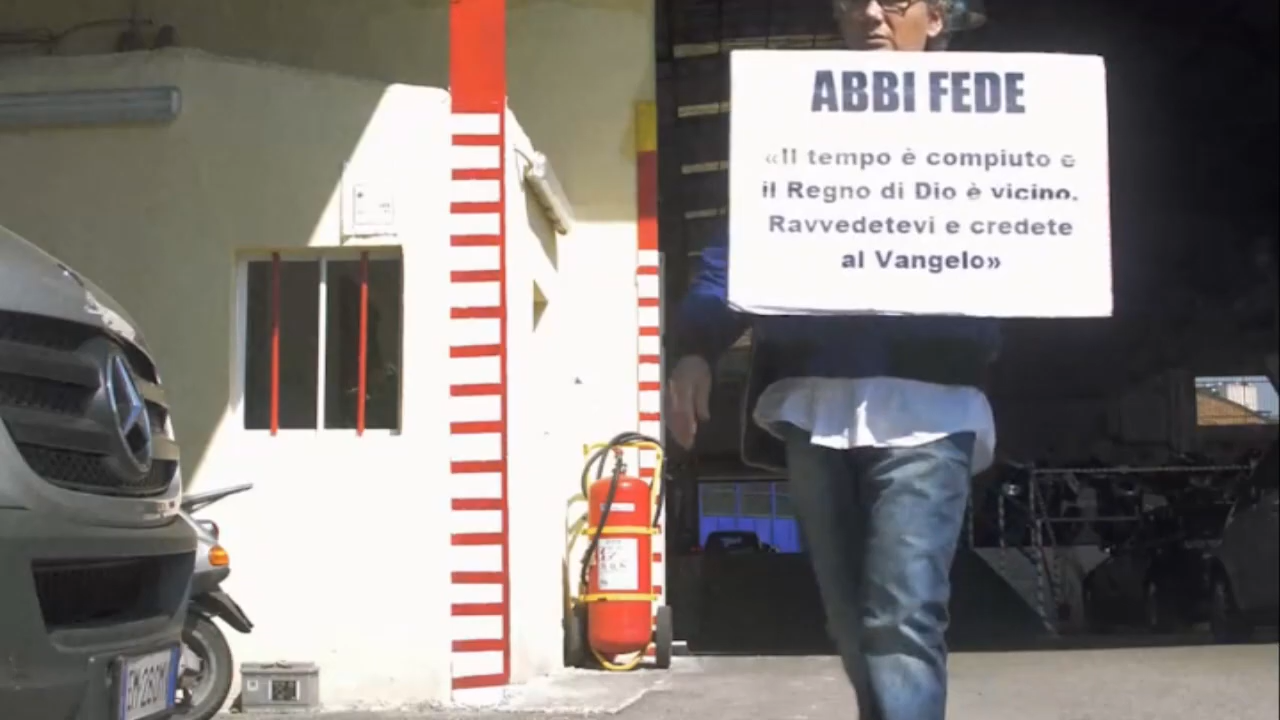 ABBI FEDE
«Il tempo è compiuto e
il Regno di Dio è vicino.
Ravvedetevi e credete
al Vangelo»